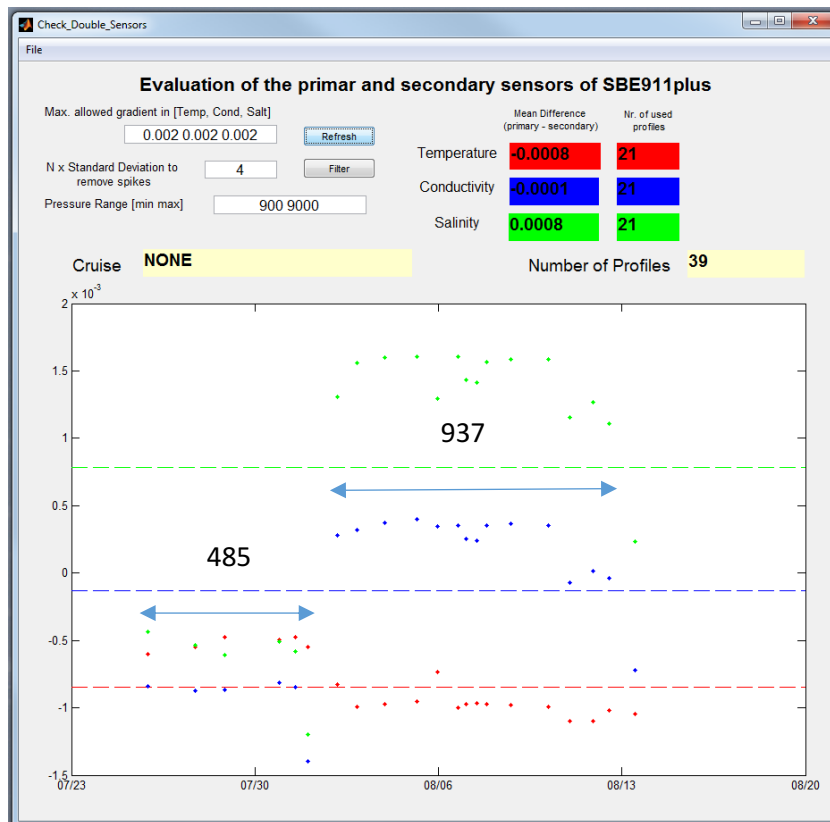 Check_Double_Sensors
File
Evaluation of the primar and secondary sensors of SBE911plus
Max. allowed gradient in [Temp, Cond, Salt]
0.002 0.002 0.002
Refresh
N x Standard Deviation to
remove spikes
4
Filter
Pressure Range [min max]
900 9000
Mean Difference
(primary - secondary)
Nr. of used
profiles
Temperature
-0.0008
21
Conductivity
-0.0001
21
Salinity
0.0008
21
Cruise
NONE
Number of Profiles
39
x 10^-3
2
1.5
1
0.5
0
-0.5
-1
-1.5
937
485
07/23
07/30
08/06
08/13
08/20